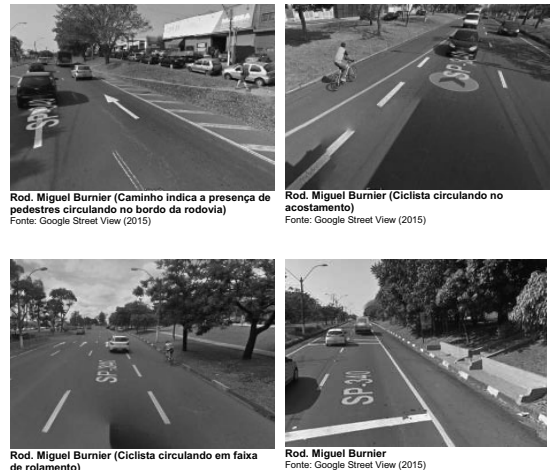 SP-340
SP-340
Rod. Miguel Burnier (Caminho indica a presença de
pedestres circulando no bordo da rodovia)
Fonte: Google Street View (2015)
Rod. Miguel Burnier (Ciclista circulando no
acostamento)
Fonte: Google Street View (2015)
SP-340
SP-340
Rod. Miguel Burnier (Ciclista circulando em faixa
de rolamento)
Rod. Miguel Burnier
Fonte: Google Street View (2015)